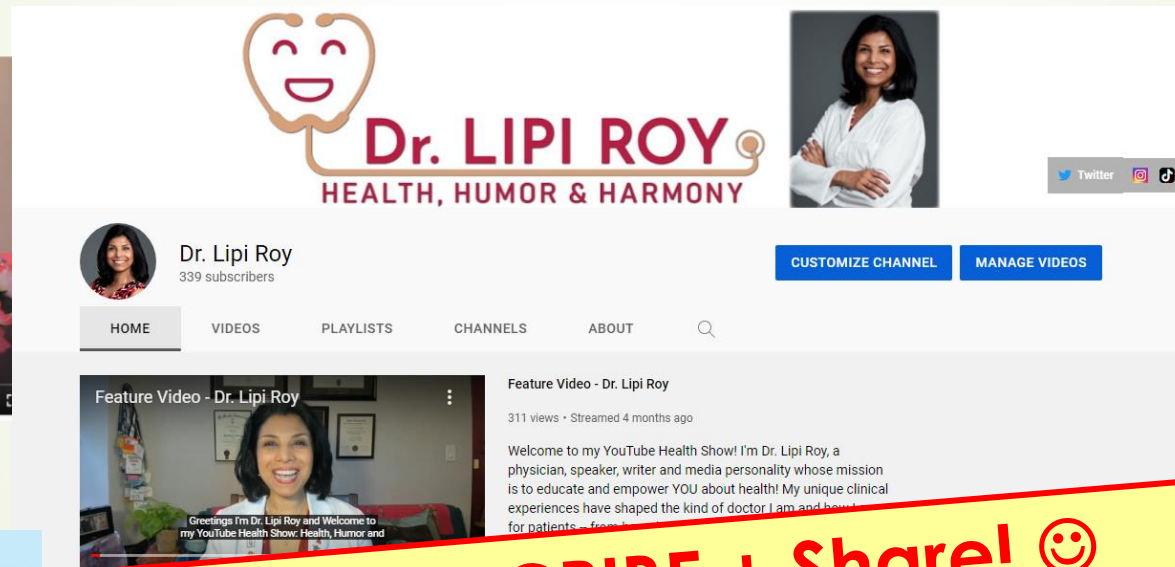 Dr. LIPI ROY
HEALTH, HUMOR & HARMONY
Twitter
Dr. Lipi Roy
339 subscribers
CUSTOMIZE CHANNEL
MANAGE VIDEOS
HOME
VIDEOS
PLAYLISTS
CHANNELS
ABOUT
Feature Video - Dr. Lipi Roy
Greetings I'm Dr. Lipi Roy and Welcome to
my YouTube Health Show: Health, Humor and
Feature Video - Dr. Lipi Roy
311 views • Streamed 4 months ago
Welcome to my YouTube Health Show! I'm Dr. Lipi Roy, a
physician, speaker, writer and media personality whose mission
is to educate and empower YOU about health! My unique clinical
experiences have shaped the kind of doctor I am and how
for patients -- from
+ Share! ☺